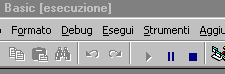 Basic [esecuzione]
Formato Debug Esegui Strumenti Aggiu